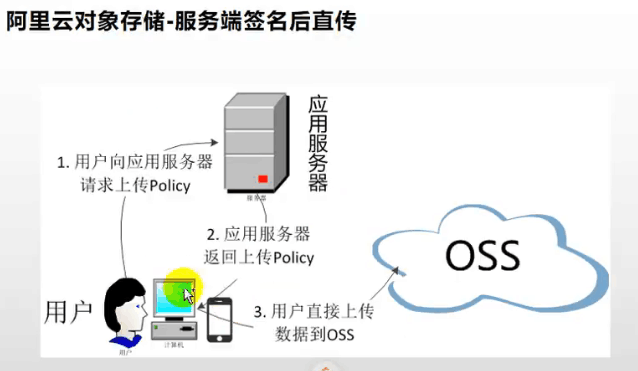 阿里云对象存储-服务端签名后直传
应用服务器
1. 用户向应用服务器
请求上传Policy
服务器
2. 应用服务器
返回上传Policy
OSS
用户
3. 用户直接上传
数据到OSS
用户
计算机